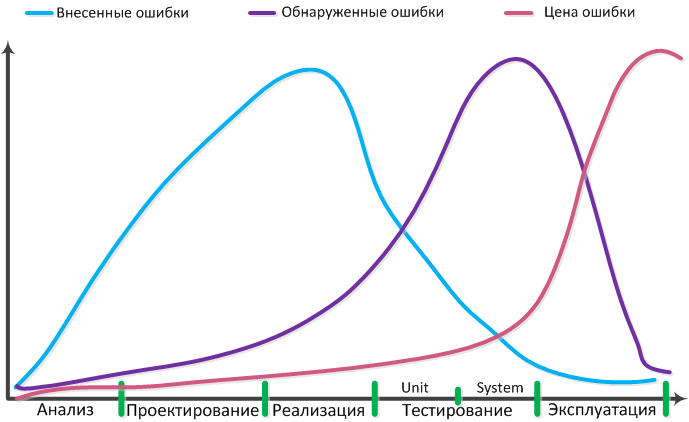 Внесенные ошибки Обнаруженные ошибки Цена ошибки
Unit System
Анализ Проектирование Реализация Тестирование Эксплуатация